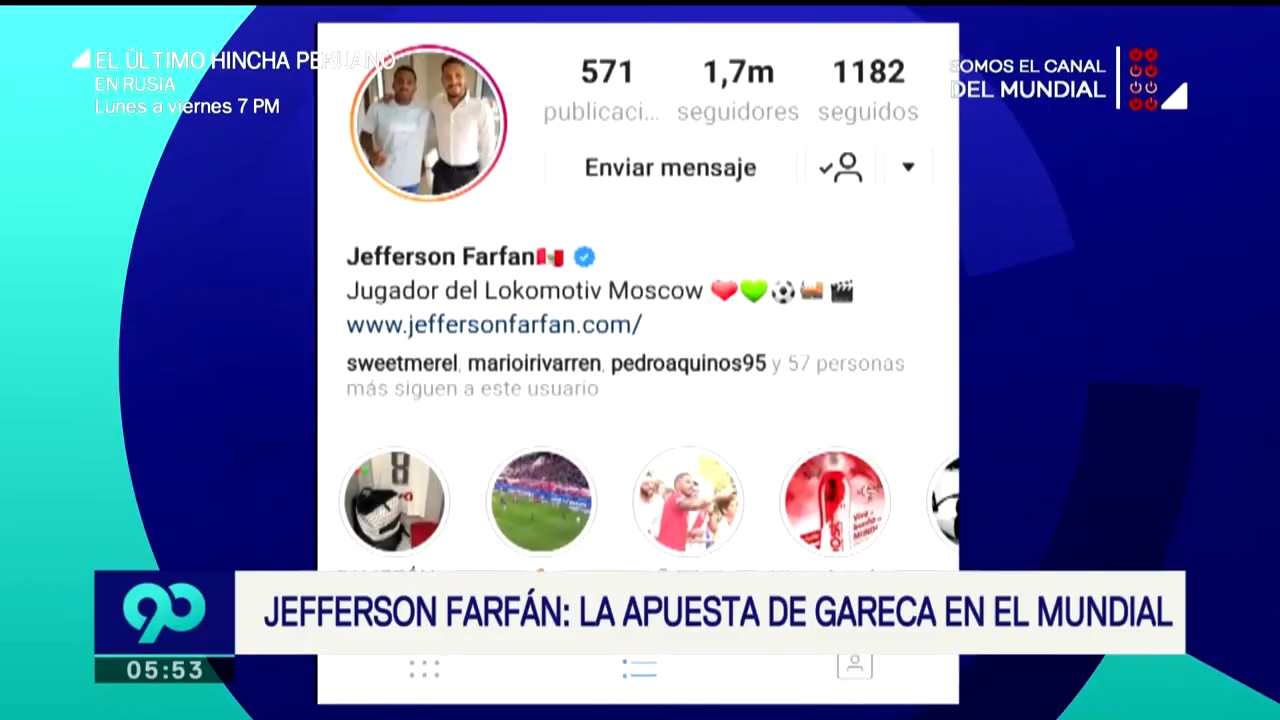 EL ÚLTIMO HINCHA PERUANO
EN RUSIA
Lunes a viernes 7 PM
SOMOS EL CANAL
DEL MUNDIAL
571
1,7m
1182
publicaci...
seguidores
seguidos
Enviar mensaje
Jefferson Farfan
Jugador del Lokomotiv Moscow ❤️💚⚽🚂🎬
www.jeffersonfarfan.com/
sweetmerel, marioirivarren, pedroaquinos95 y 57 personas
más siguen a este usuario
90
JEFFERSON FARFÁN: LA APUESTA DE GARECA EN EL MUNDIAL
05:53